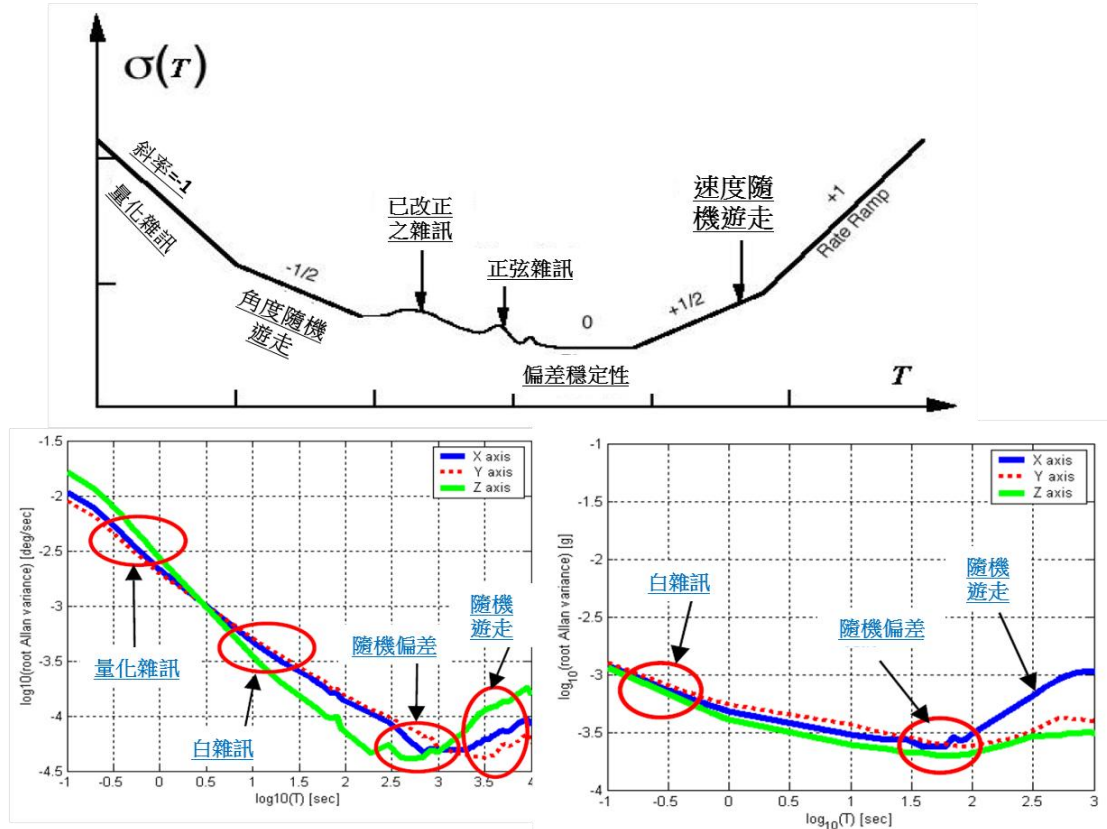 σ(T)
斜率=-1
量化雜訊
-1/2
角度隨機
遊走
已改正
之雜訊
正弦雜訊
0
偏差穩定性
+1/2
速度隨
機遊走
+1
Rate Ramp
T
-1.5
-2
-2.5
-3
-3.5
-4
-4.5
log10(root Allan variance) [deg/sec]
X axis
Y axis
Z axis
量化雜訊
白雜訊
隨機偏差
隨機
遊走
-1 -0.5 0 0.5 1 1.5 2 2.5 3 3.5 4
log10(T) [sec]
-1
-1.5
-2
-2.5
-3
-3.5
-4
log10(root Allan variance) [g]
X axis
Y axis
Z axis
白雜訊
隨機偏差
隨機
遊走
-1 -0.5 0 0.5 1 1.5 2 2.5 3
log10(T) [sec]